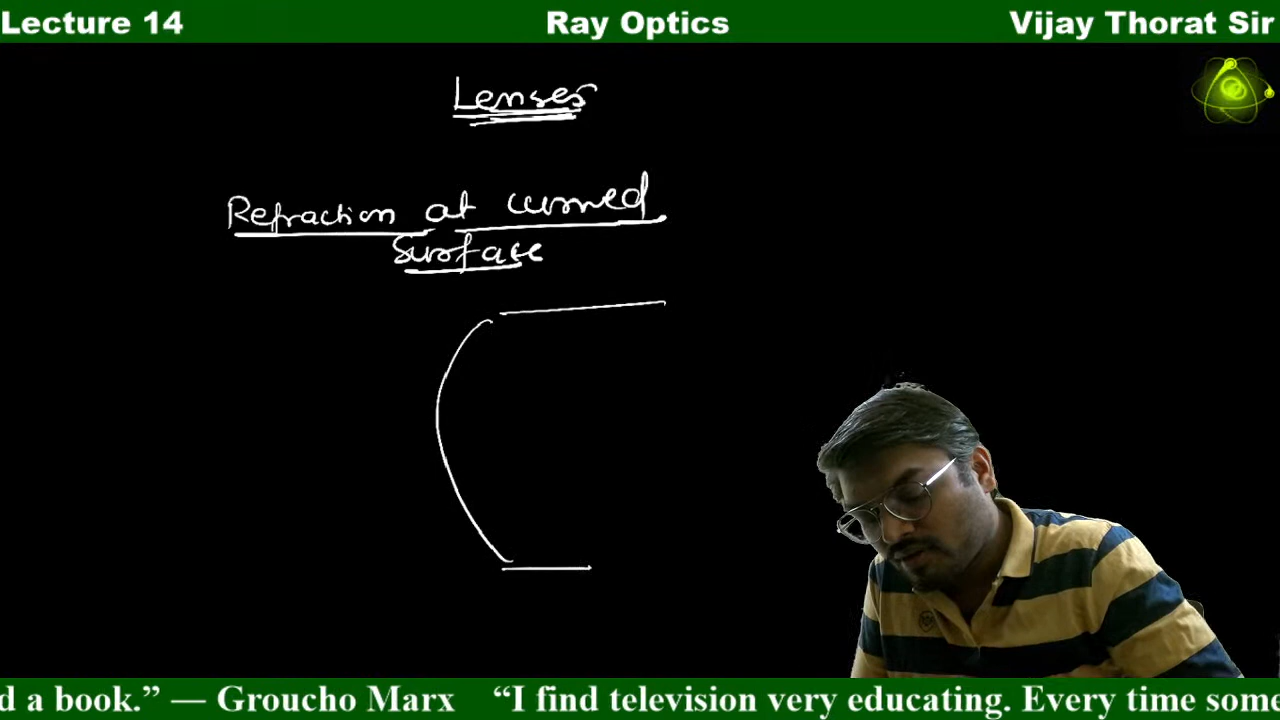 Lecture 14 Ray Optics Vijay Thorat Sir
Lenses
Refraction at curved
Surface
d a book.” — Groucho Marx “I find television very educating. Every time some